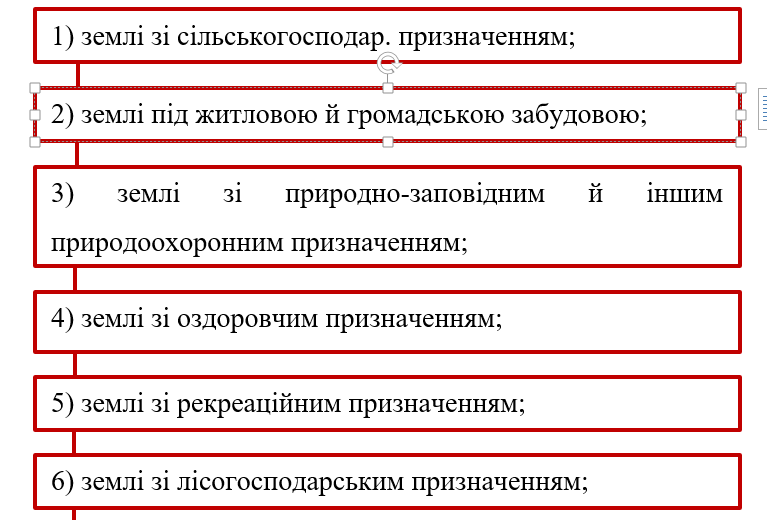 1) землі зі сільськогосподар. призначенням;
2) землі під житловою й громадською забудовою;
3) землі зі природно-заповідним й іншим
природоохоронним призначенням;
4) землі зі оздоровчим призначенням;
5) землі зі рекреаційним призначенням;
6) землі зі лісогосподарським призначенням;